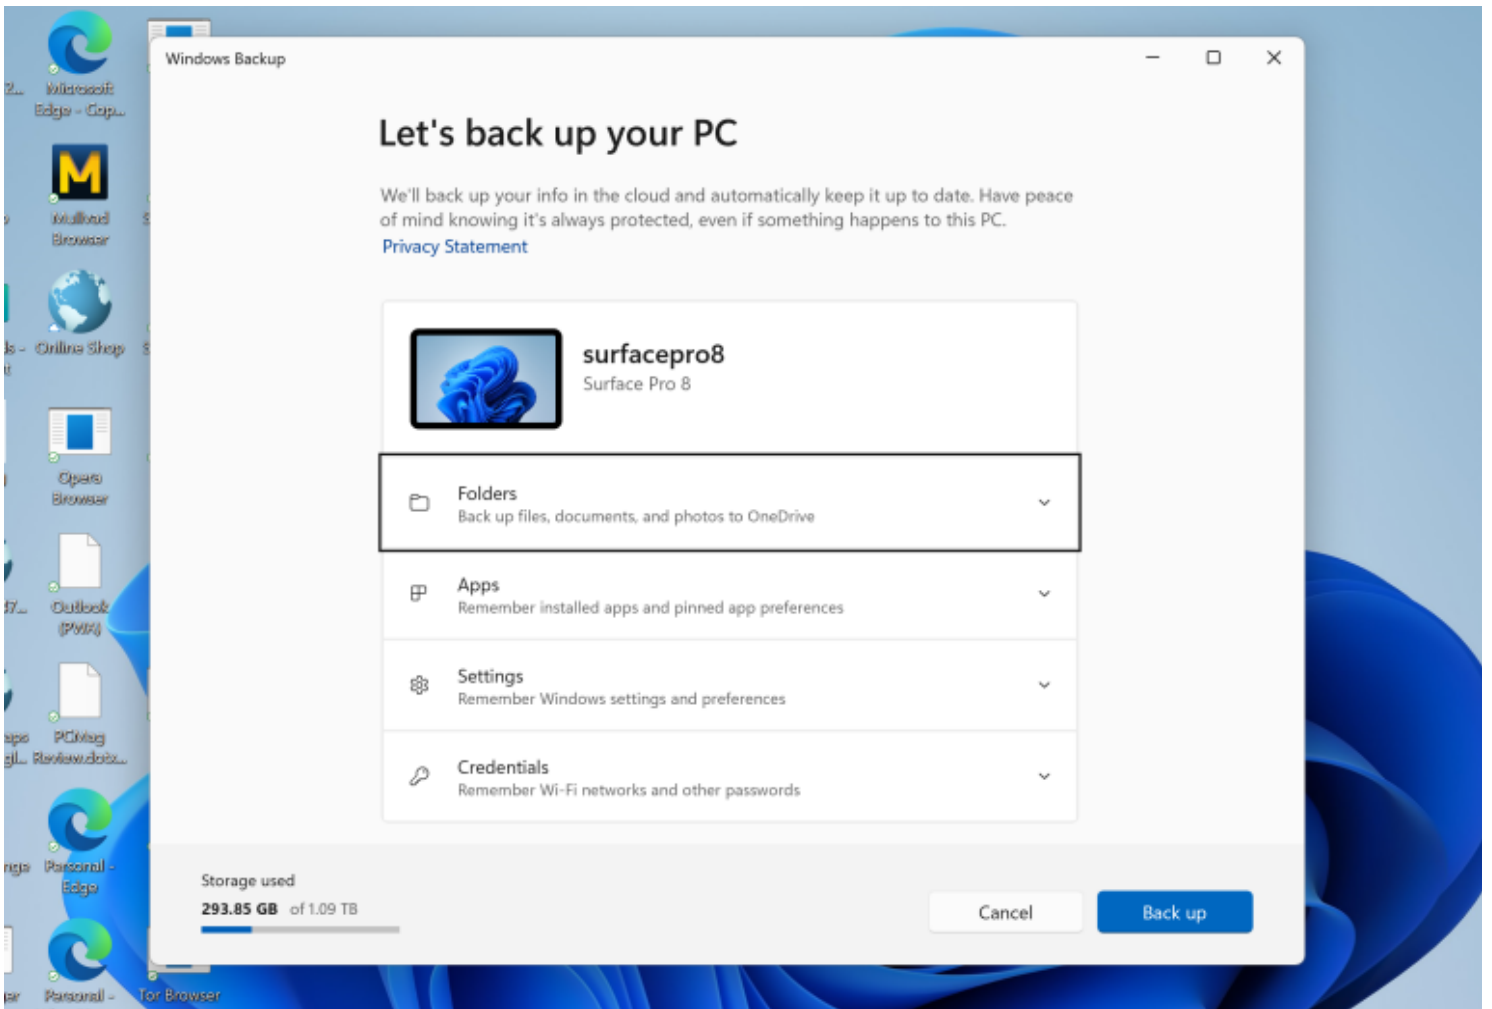 Windows Backup
Let's back up your PC
We'll back up your info in the cloud and automatically keep it up to date. Have peace
of mind knowing it's always protected, even if something happens to this PC.
Privacy Statement
surfacepro8
Surface Pro 8
Folders
Back up files, documents, and photos to OneDrive
Apps
Remember installed apps and pinned app preferences
Settings
Remember Windows settings and preferences
Credentials
Remember Wi-Fi networks and other passwords
Storage used
293.85 GB of 1.09 TB
Cancel
Back up
Microsoft
Edge - Cop...
Mullvad
Browser
Online Shop
Opera
Browser
Outlook
(PWA)
PCMag
Review.dotx...
Personal -
Edge
Personal -
Tor Browser